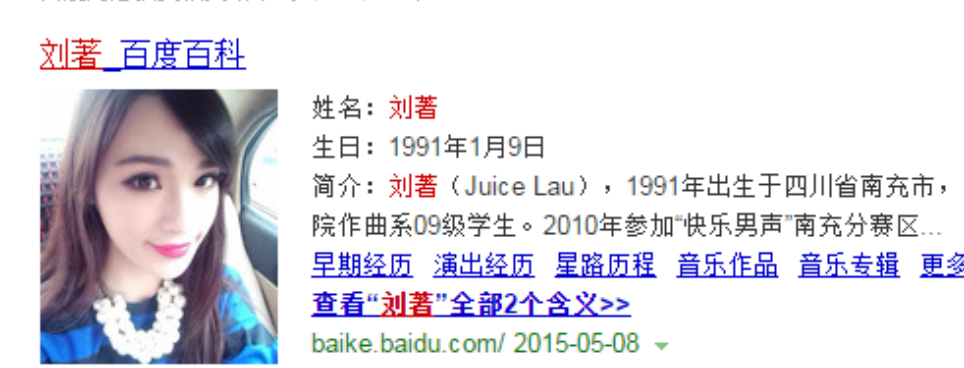 刘著_百度百科
姓名：刘著
生日：1991年1月9日
简介：刘著（Juice Lau），1991年出生于四川省南充市，
院作曲系09级学生。2010年参加“快乐男声”南充分赛区...
早期经历 演出经历 星路历程 音乐作品 音乐专辑 更多
查看“刘著”全部2个含义>>
baike.baidu.com/ 2015-05-08